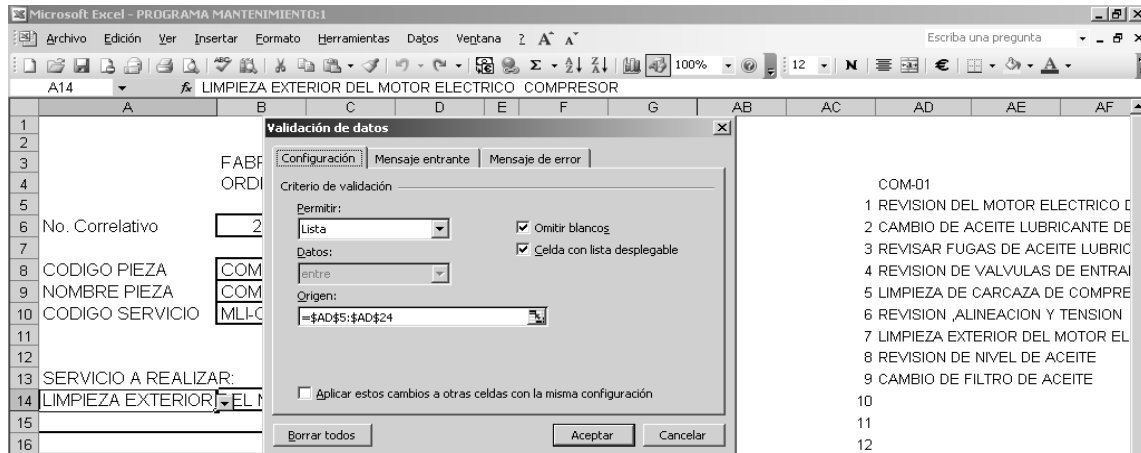 Microsoft Excel - PROGRAMA MANTENIMIENTO:1
Archivo Edición Ver Insertar Formato Herramientas Datos Ventana ? A A Escriba una pregunta
100% 12 N €
A14 fx LIMPIEZA EXTERIOR DEL MOTOR ELECTRICO COMPRESOR
A B C D E F G AB AC AD AE AF
1
2
3 FABR
4 ORDI COM-01
5 1 REVISION DEL MOTOR ELECTRICO D
6 No. Correlativo 2 2 CAMBIO DE ACEITE LUBRICANTE DE
7 3 REVISAR FUGAS DE ACEITE LUBRIC
8 CODIGO PIEZA COM 4 REVISION DE VALVULAS DE ENTRA
9 NOMBRE PIEZA COM 5 LIMPIEZA DE CARCAZA DE COMPRE
10 CODIGO SERVICIO MLI-C 6 REVISION ,ALINEACION Y TENSION
11 7 LIMPIEZA EXTERIOR DEL MOTOR EL
12 8 REVISION DE NIVEL DE ACEITE
13 SERVICIO A REALIZAR: 9 CAMBIO DE FILTRO DE ACEITE
14 LIMPIEZA EXTERIOR EL 10
15 11
16 12
Validación de datos
Configuración Mensaje entrante Mensaje de error
Criterio de validación
Permitir:
Lista Omitir blancos
Datos: Celda con lista desplegable
entre
Origen:
=$AD$5:$AD$24
Aplicar estos cambios a otras celdas con la misma configuración
Borrar todos Aceptar Cancelar